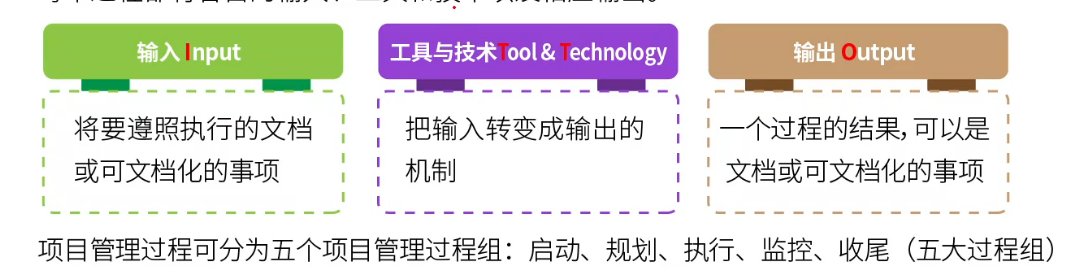 输入 Input
工具与技术Tool & Technology
输出 Output
将要遵照执行的文档
或可文档化的事项
把输入转变成输出的
机制
一个过程的结果，可以是
文档或可文档化的事项
项目管理过程可分为五个项目管理过程组：启动、规划、执行、监控、收尾（五大过程组）